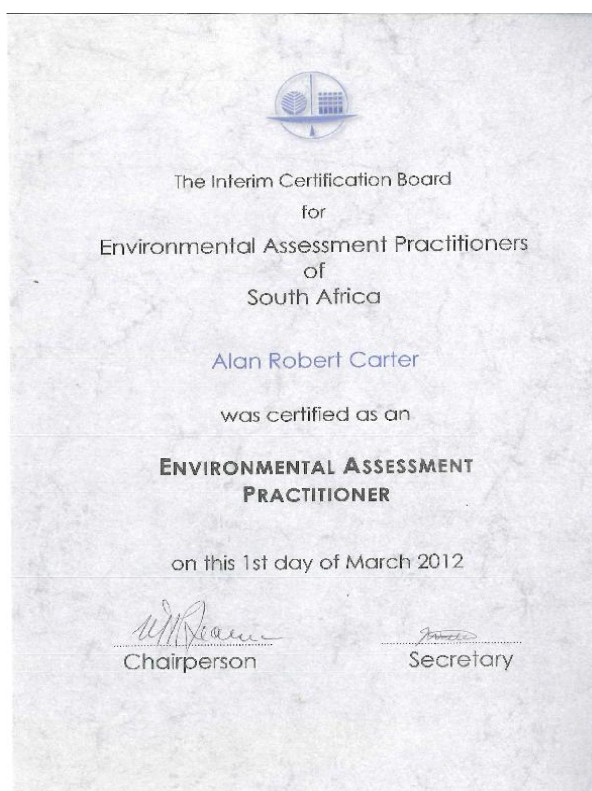 The Interim Certification Board
for
Environmental Assessment Practitioners
of
South Africa
Alan Robert Carter
was certified as an
ENVIRONMENTAL ASSESSMENT
PRACTITIONER
on this 1st day of March 2012
Chairperson
Secretary